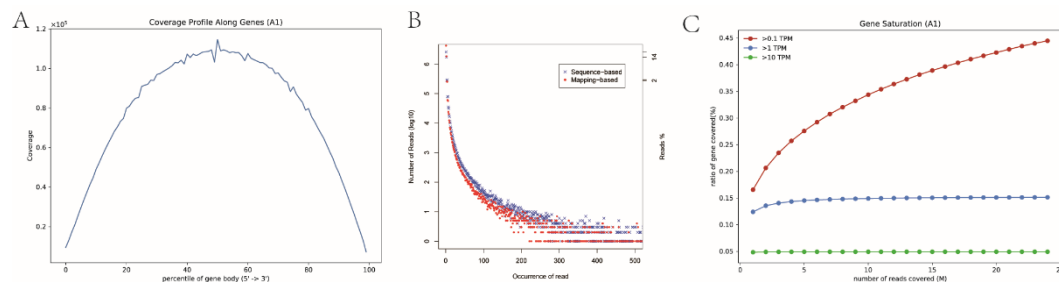 A
Coverage Profile Along Genes (A1)
×10⁵
1.2
1.0
0.8
0.6
0.4
0.2
Coverage
0 20 40 60 80 100
percentile of gene body (5' -> 3')
B
Number of Reads (log10)
6
5
4
3
2
1
0
Sequence-based
Mapping-based
14
2
Reads %
0 100 200 300 400 500
Occurrence of read
C
Gene Saturation (A1)
>0.1 TPM
>1 TPM
>10 TPM
ratio of gene covered(%)
0.45
0.40
0.35
0.30
0.25
0.20
0.15
0.10
0.05
0 5 10 15 20 25
number of reads covered (M)